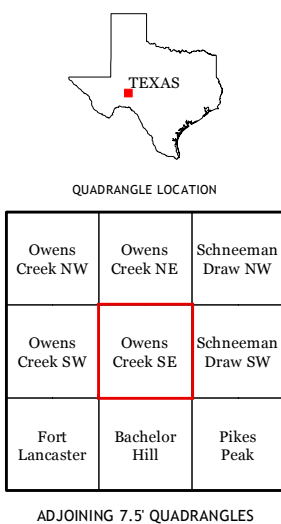 TEXAS
QUADRANGLE LOCATION
Owens
Creek NW
Owens
Creek NE
Schneeman
Draw NW
Owens
Creek SW
Owens
Creek SE
Schneeman
Draw SW
Fort
Lancaster
Bachelor
Hill
Pikes
Peak
ADJOINING 7.5' QUADRANGLES